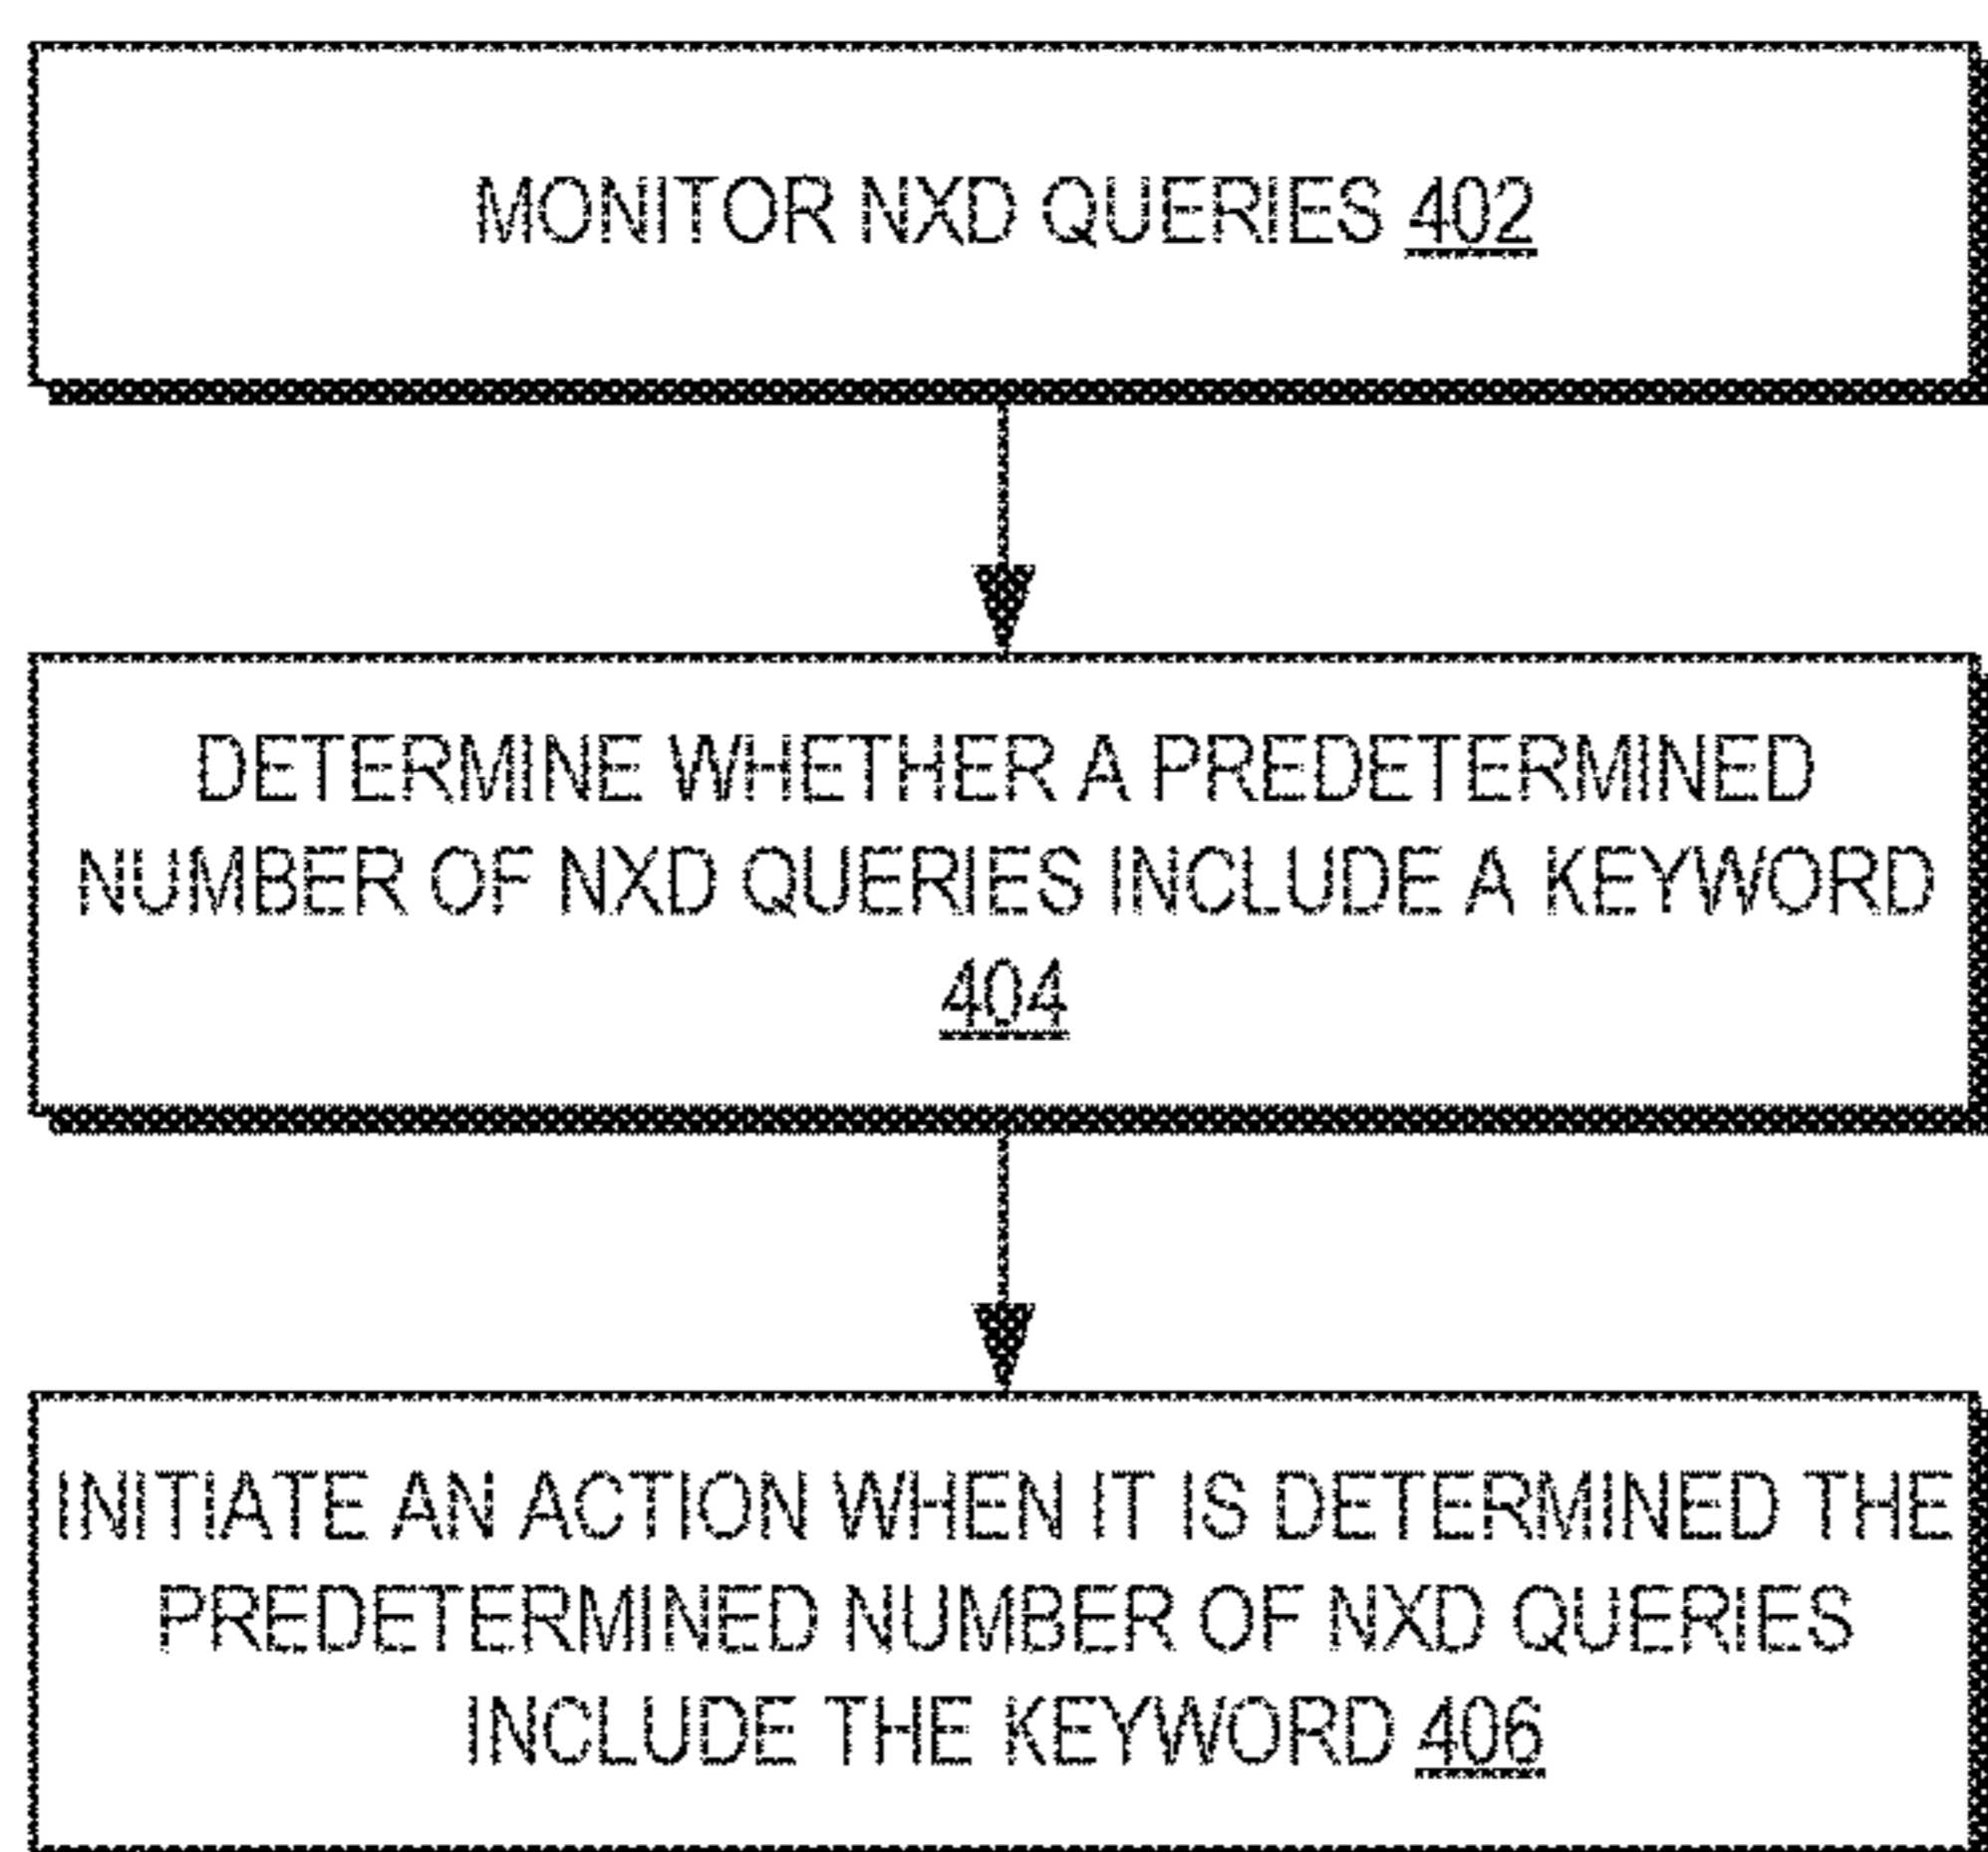 MONITOR NXD QUERIES 402
DETERMINE WHETHER A PREDETERMINED
NUMBER OF NXD QUERIES INCLUDE A KEYWORD
404
INITIATE AN ACTION WHEN IT IS DETERMINED THE
PREDETERMINED NUMBER OF NXD QUERIES
INCLUDE THE KEYWORD 406